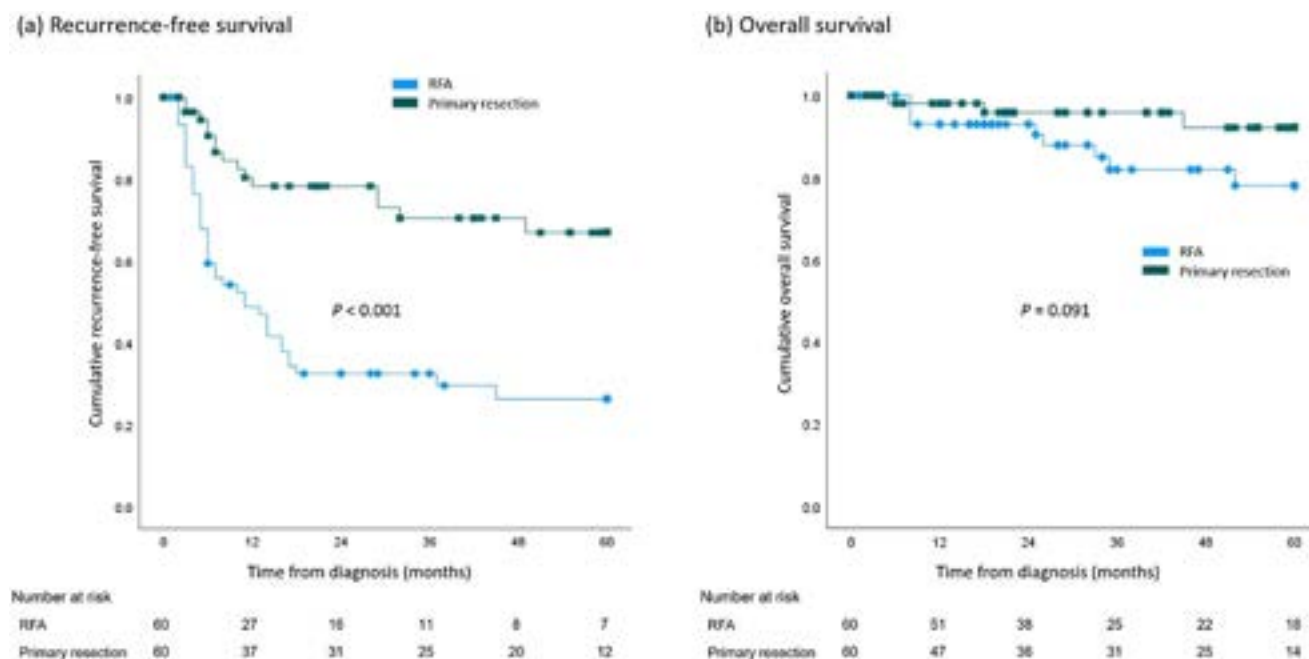 (a) Recurrence-free survival
RFA
Primary resection
Cumulative recurrence-free survival
1.0
0.8
0.6
0.4
0.2
0.0
P < 0.001
0 12 24 36 48 60
Time from diagnosis (months)
Number at risk
RFA 60 27 16 11 8 7
Primary resection 60 37 31 25 20 12
(b) Overall survival
Cumulative overall survival
1.0
0.8
0.6
0.4
0.2
0.0
RFA
Primary resection
P = 0.091
0 12 24 36 48 60
Time from diagnosis (months)
Number at risk
RFA 60 51 38 25 22 18
Primary resection 60 47 36 31 25 14